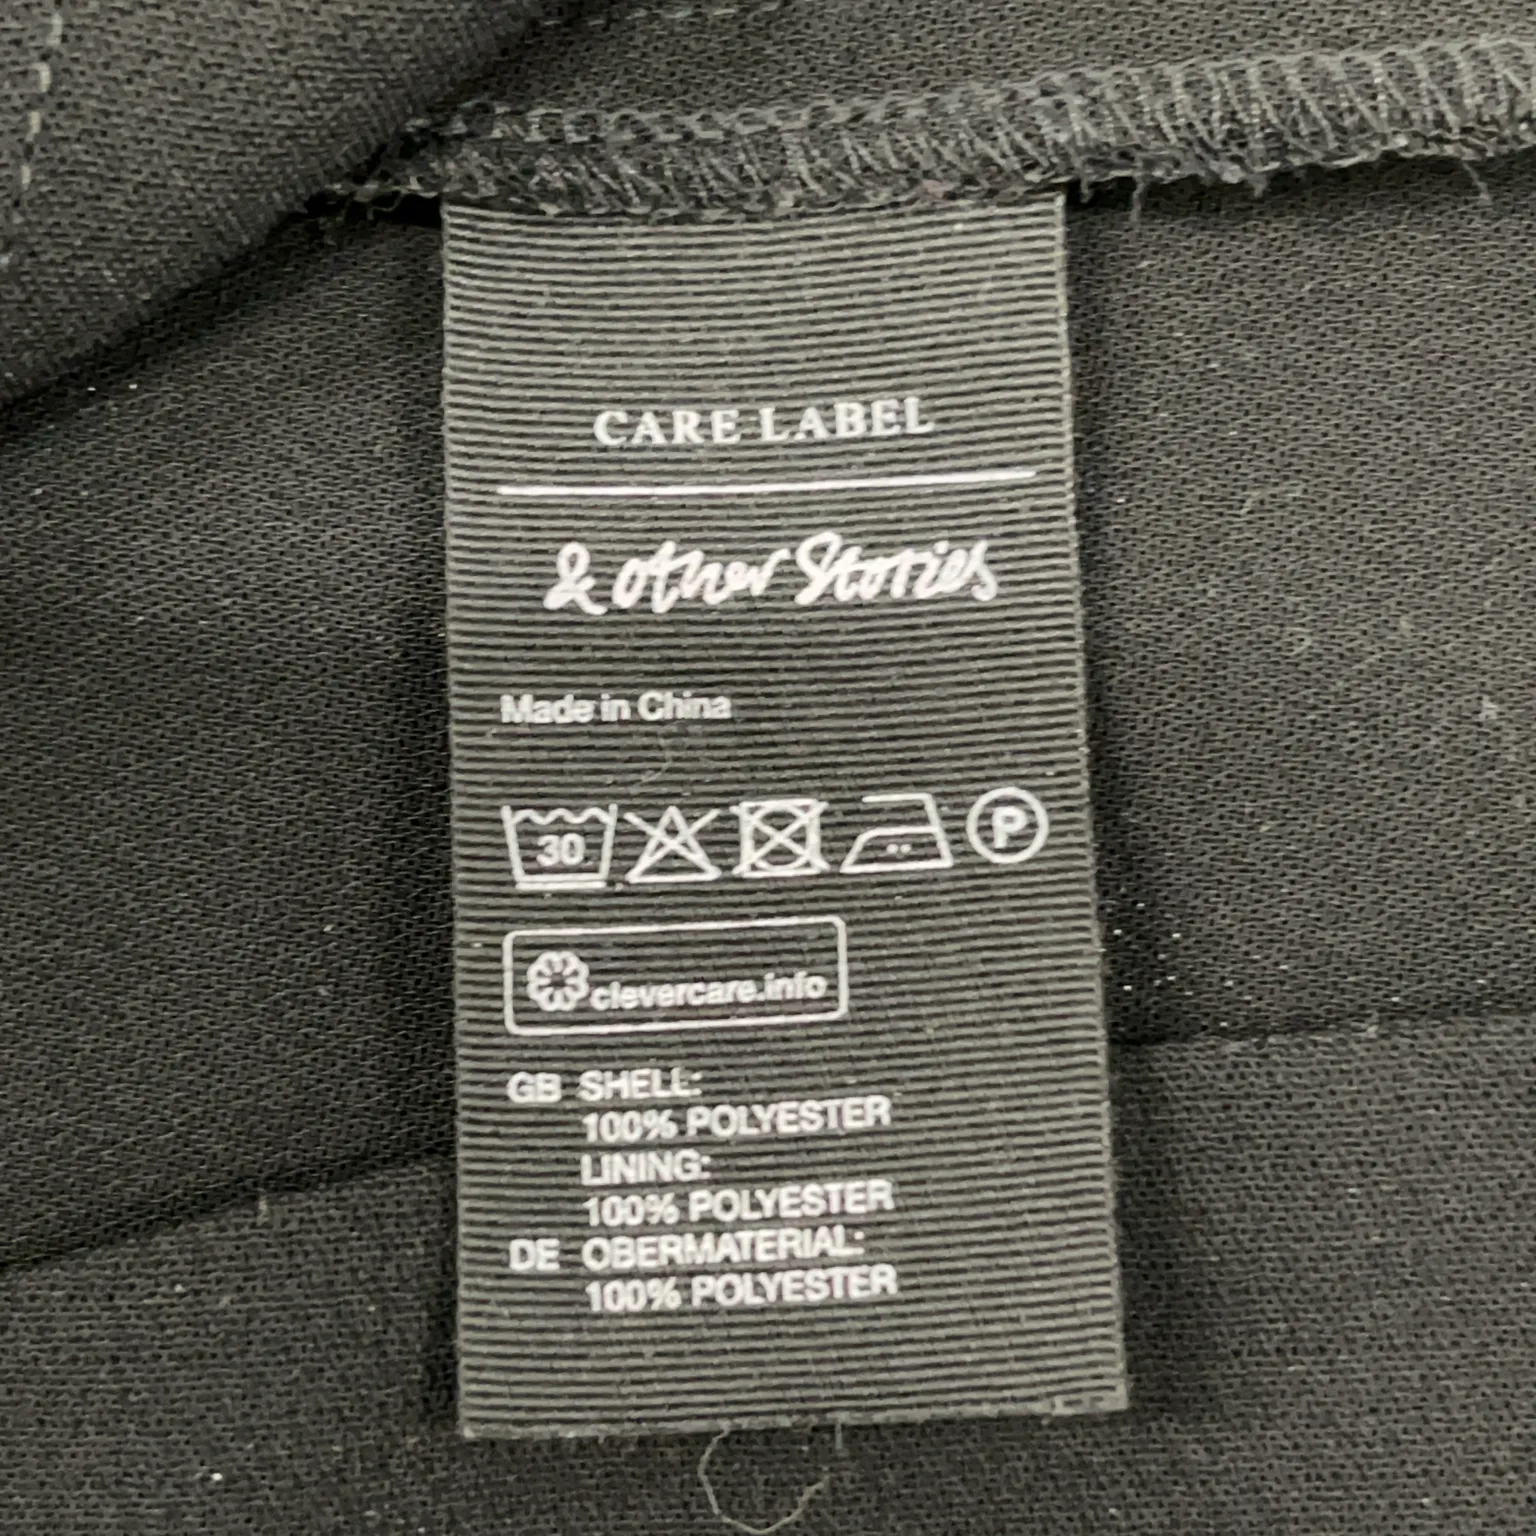 CARE LABEL
& other Stories
Made in China
30 P
clevercare.info
GB SHELL:
100% POLYESTER
LINING:
100% POLYESTER
DE OBERMATERIAL:
100% POLYESTER